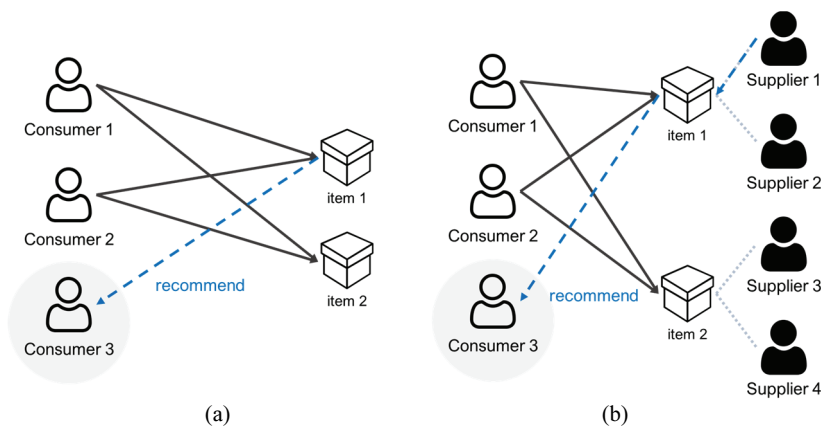 Consumer 1
Consumer 2
Consumer 3
item 1
item 2
recommend
(a)
Consumer 1
Consumer 2
Consumer 3
item 1
item 2
recommend
Supplier 1
Supplier 2
Supplier 3
Supplier 4
(b)